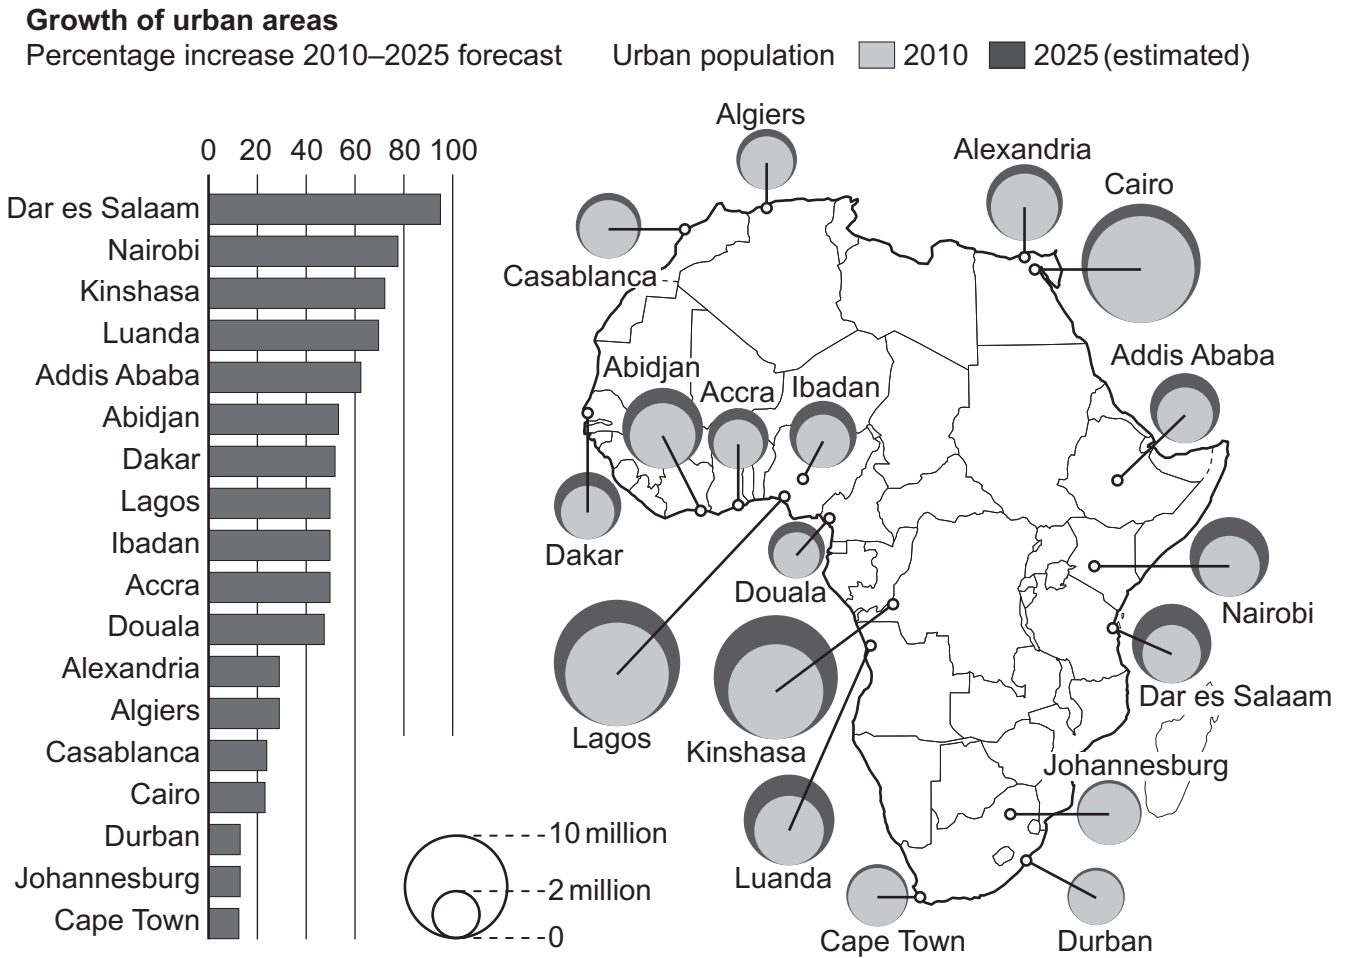 Growth of urban areas
Percentage increase 2010–2025 forecast
Urban population 2010 2025 (estimated)
0 20 40 60 80 100
Dar es Salaam
Nairobi
Kinshasa
Luanda
Addis Ababa
Abidjan
Dakar
Lagos
Ibadan
Accra
Douala
Alexandria
Algiers
Casablanca
Cairo
Durban
Johannesburg
Cape Town
10 million
2 million
0
Algiers
Alexandria
Cairo
Casablanca
Addis Ababa
Abidjan
Accra
Ibadan
Dakar
Douala
Nairobi
Dar es Salaam
Lagos
Kinshasa
Johannesburg
Luanda
Cape Town
Durban